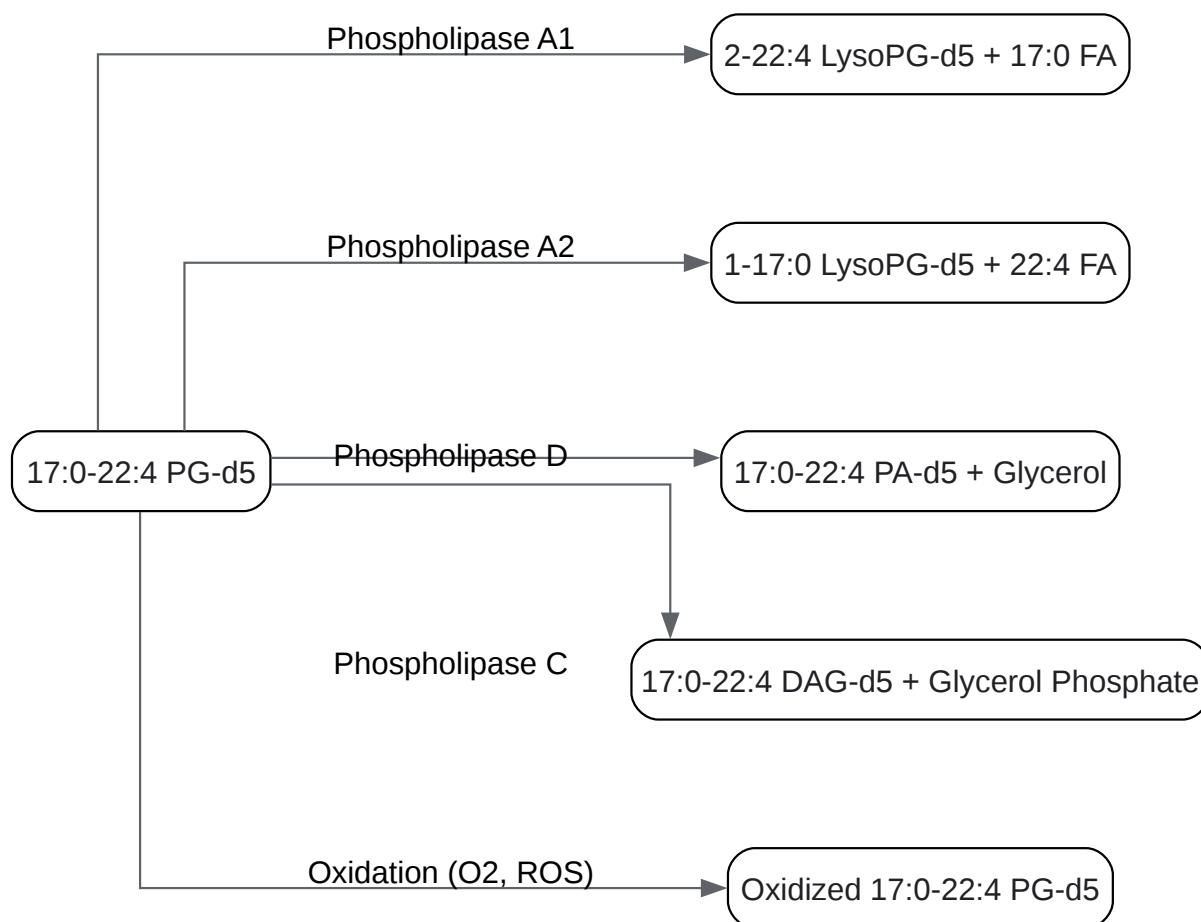 Phospholipase A1
2-22:4 LysoPG-d5 + 17:0 FA
Phospholipase A2
1-17:0 LysoPG-d5 + 22:4 FA
17:0-22:4 PG-d5
Phospholipase D
17:0-22:4 PA-d5 + Glycerol
Phospholipase C
17:0-22:4 DAG-d5 + Glycerol Phosphate
Oxidation (O2, ROS)
Oxidized 17:0-22:4 PG-d5